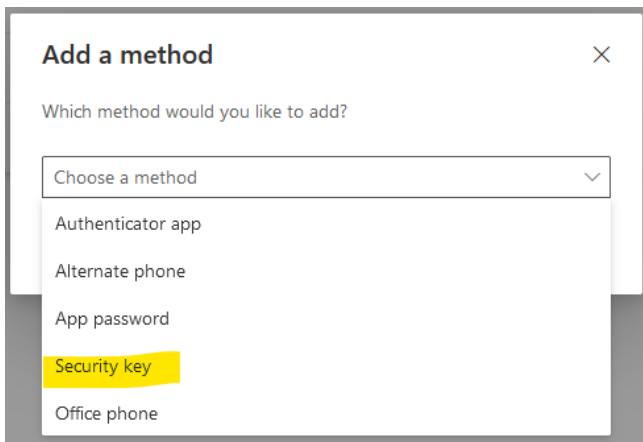 Add a method
Which method would you like to add?
Choose a method
Authenticator app
Alternate phone
App password
Security key
Office phone